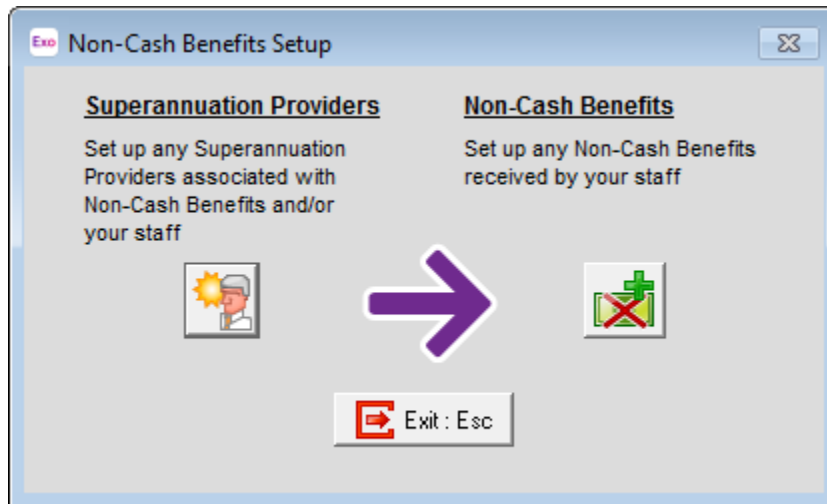 Exo Non-Cash Benefits Setup
Superannuation Providers
Set up any Superannuation
Providers associated with
Non-Cash Benefits and/or
your staff
Non-Cash Benefits
Set up any Non-Cash Benefits
received by your staff
Exit : Esc